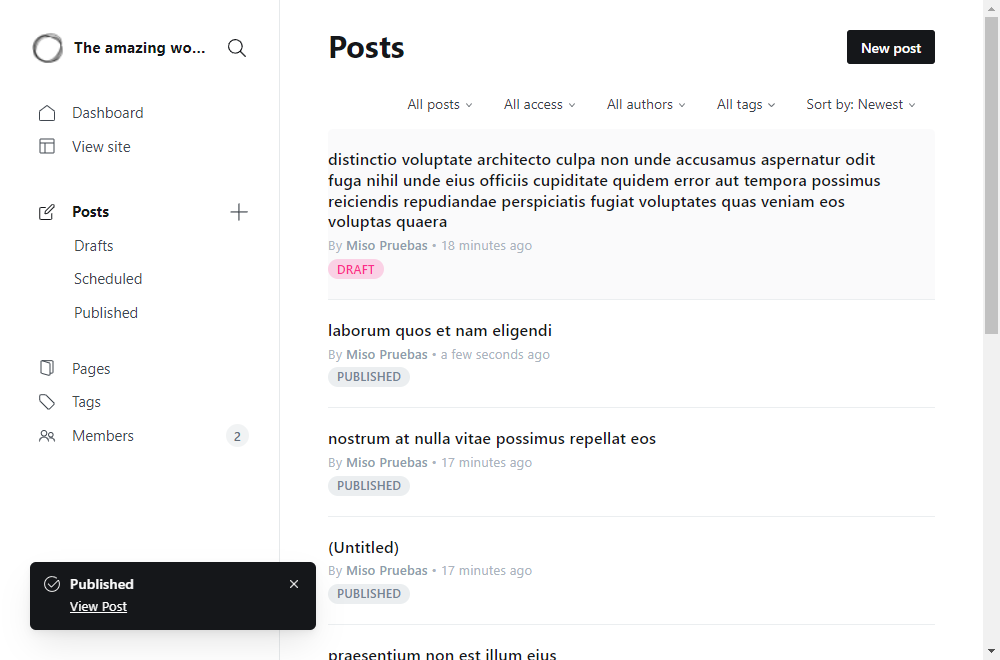 The amazing wo...
Dashboard
View site
Posts
Drafts
Scheduled
Published
Pages
Tags
Members
2
Published
View Post
Posts
New post
All posts
All access
All authors
All tags
Sort by: Newest
distinctio voluptate architecto culpa non unde accusamus aspernatur odit
fuga nihil unde eius officiis cupiditate quidem error aut tempora possimus
reiciendis repudiandae perspiciatis fugiat voluptates quas veniam eos
voluptas quaera
By Miso Pruebas • 18 minutes ago
DRAFT
laborum quos et nam eligendi
By Miso Pruebas • a few seconds ago
PUBLISHED
nostrum at nulla vitae possimus repellat eos
By Miso Pruebas • 17 minutes ago
PUBLISHED
(Untitled)
By Miso Pruebas • 17 minutes ago
PUBLISHED
praesentium non est illum eius